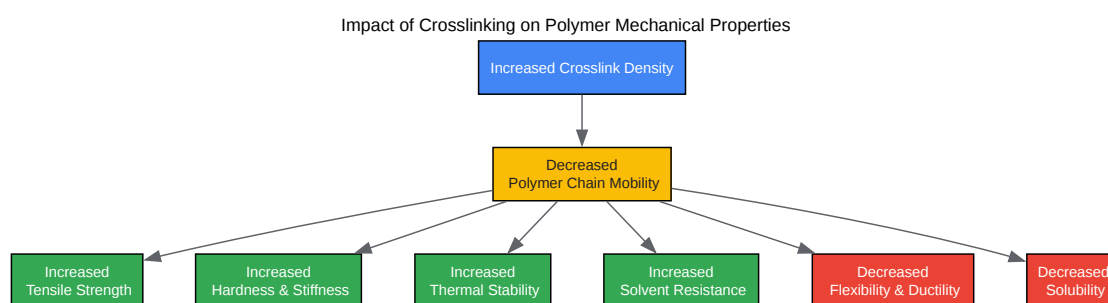 Impact of Crosslinking on Polymer Mechanical Properties
Increased Crosslink Density
Decreased
Polymer Chain Mobility
Increased
Tensile Strength
Increased
Hardness & Stiffness
Increased
Thermal Stability
Increased
Solvent Resistance
Decreased
Flexibility & Ductility
Decreased
Solubility